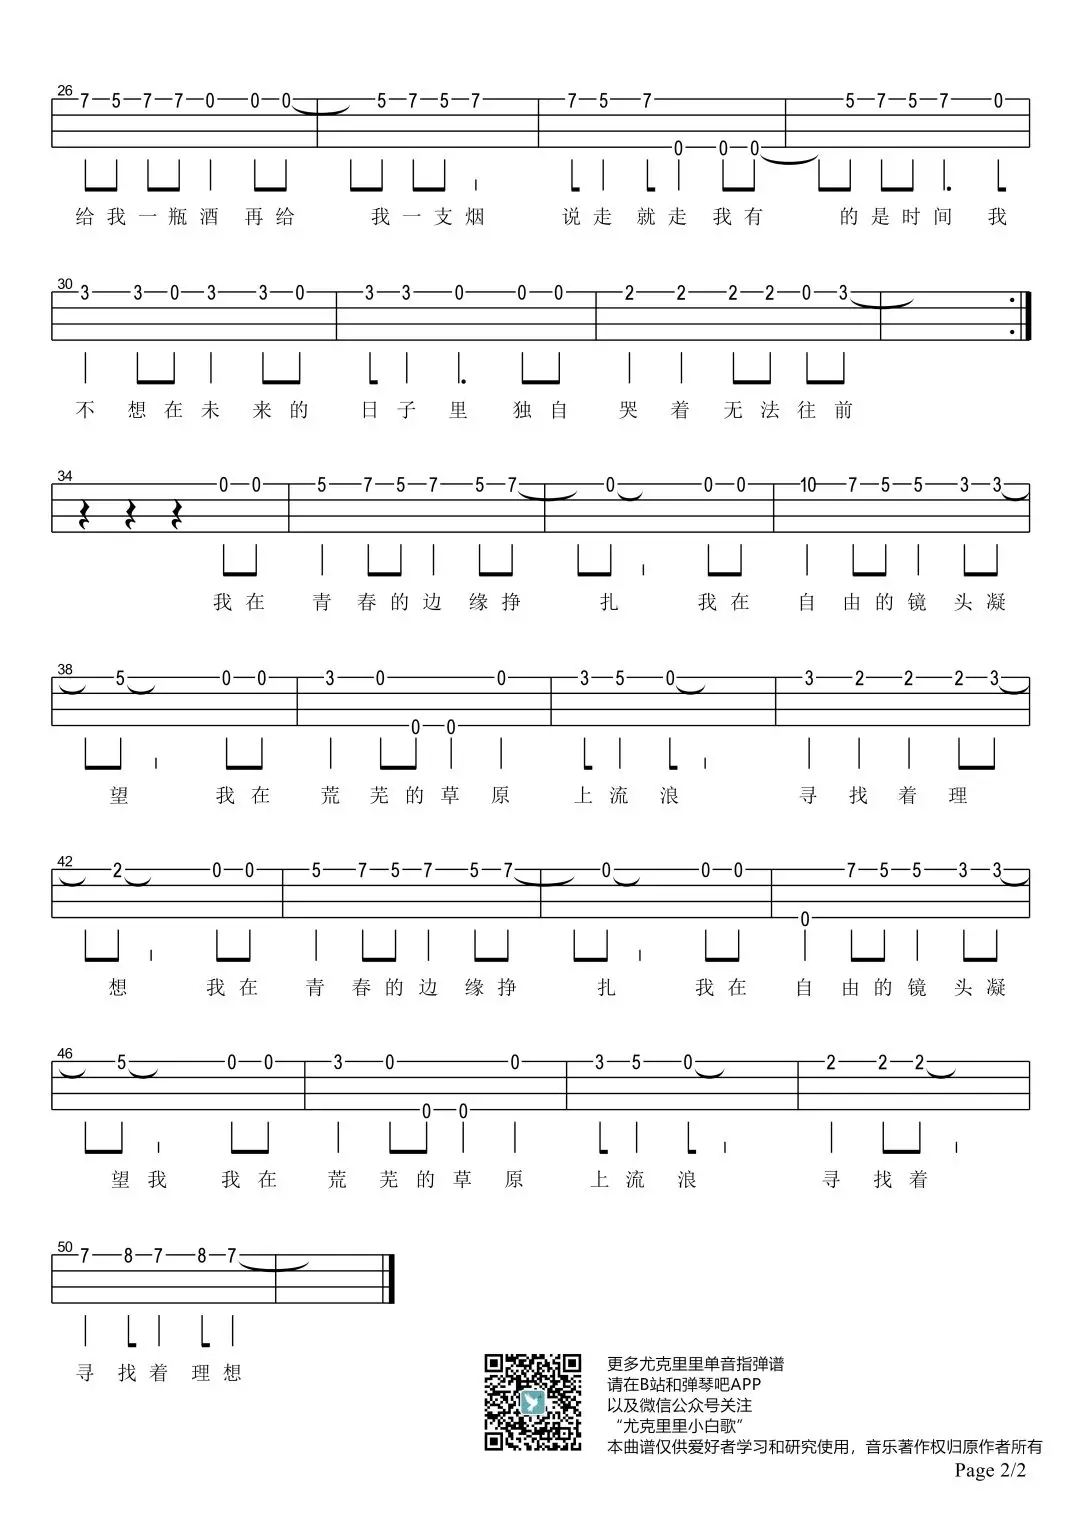 26
7 5 7 7 0 0 0 5 7 5 7 7 5 7 5 7 5 7 0
0 0 0
给我一瓶酒 再给 我一支烟 说走就走我有 的是时间我
30
3 3 0 3 3 0 3 3 0 0 0 2 2 2 2 0 3
不 想在未 来的 日子 里 独自 哭 着 无法往前
34
0 0 5 7 5 7 5 7 0 0 0 10 7 5 5 3 3
我在 青 春的边 缘挣 扎 我在 自 由的镜 头凝
38
5 0 0 3 0 0 3 5 0 3 2 2 2 3
0 0
望 我在 荒 芜的草 原 上流 浪 寻 找 着 理
42
2 0 0 5 7 5 7 5 7 0 0 0 7 5 5 3 3
0
想 我在 青 春的边 缘挣 扎 我在 自 由的镜 头凝
46
5 0 0 3 0 0 3 5 0 2 2 2
0 0
望我 我在 荒 芜的草 原 上流 浪 寻 找着
50
7 8 7 8 7
寻 找着 理想
更多尤克里里单音指弹谱
请在B站和弹琴吧APP
以及微信公众号关注
“尤克里里小白歌”
本曲谱仅供爱好者学习和研究使用，音乐著作权归原作者所有
Page 2/2